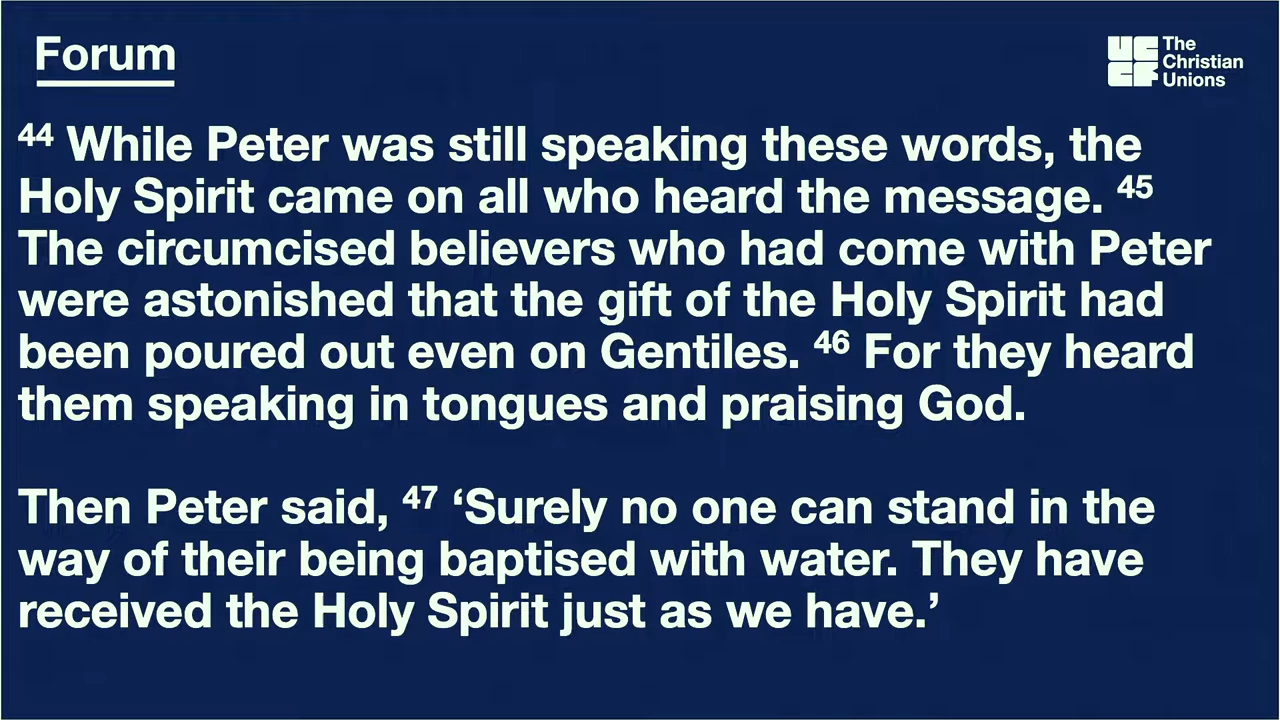 Forum
UCCF The
Christian
Unions
44 While Peter was still speaking these words, the
Holy Spirit came on all who heard the message. 45
The circumcised believers who had come with Peter
were astonished that the gift of the Holy Spirit had
been poured out even on Gentiles. 46 For they heard
them speaking in tongues and praising God.
Then Peter said, 47 ‘Surely no one can stand in the
way of their being baptised with water. They have
received the Holy Spirit just as we have.’